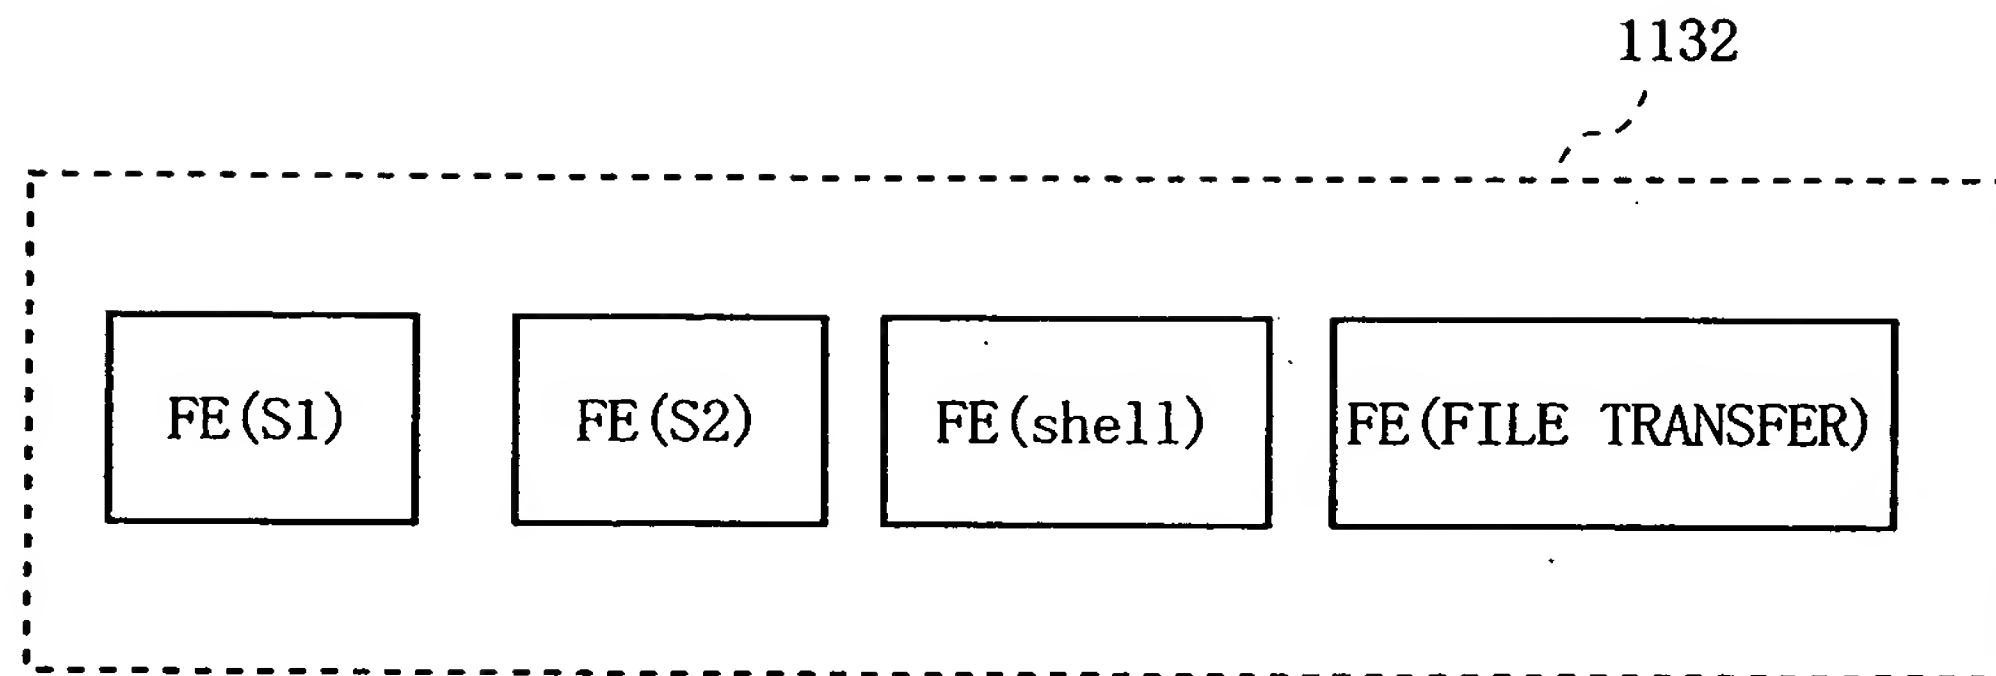 1132
FE(S1)
FE(S2)
FE(shell)
FE(FILE TRANSFER)